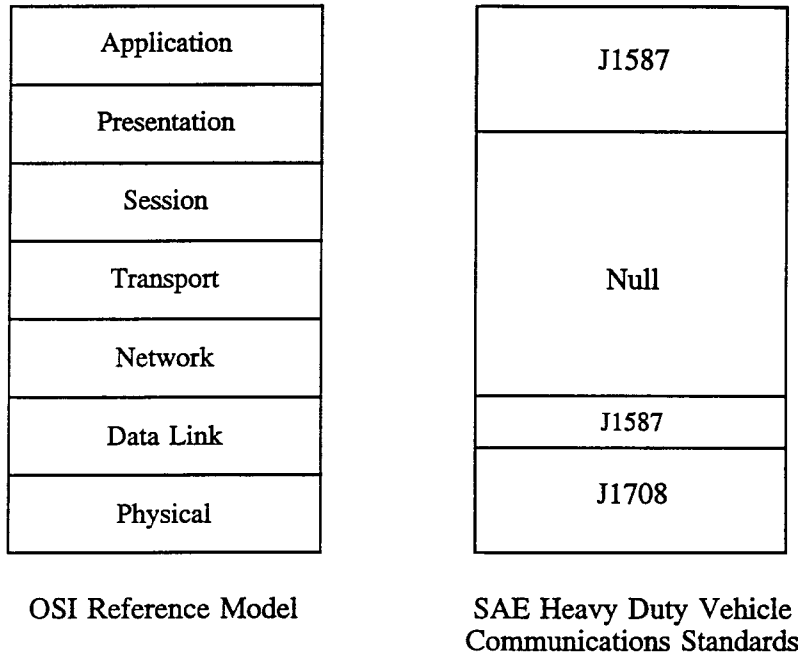 Application
Presentation
Session
Transport
Network
Data Link
Physical
OSI Reference Model
J1587
Null
J1587
J1708
SAE Heavy Duty Vehicle
Communications Standards